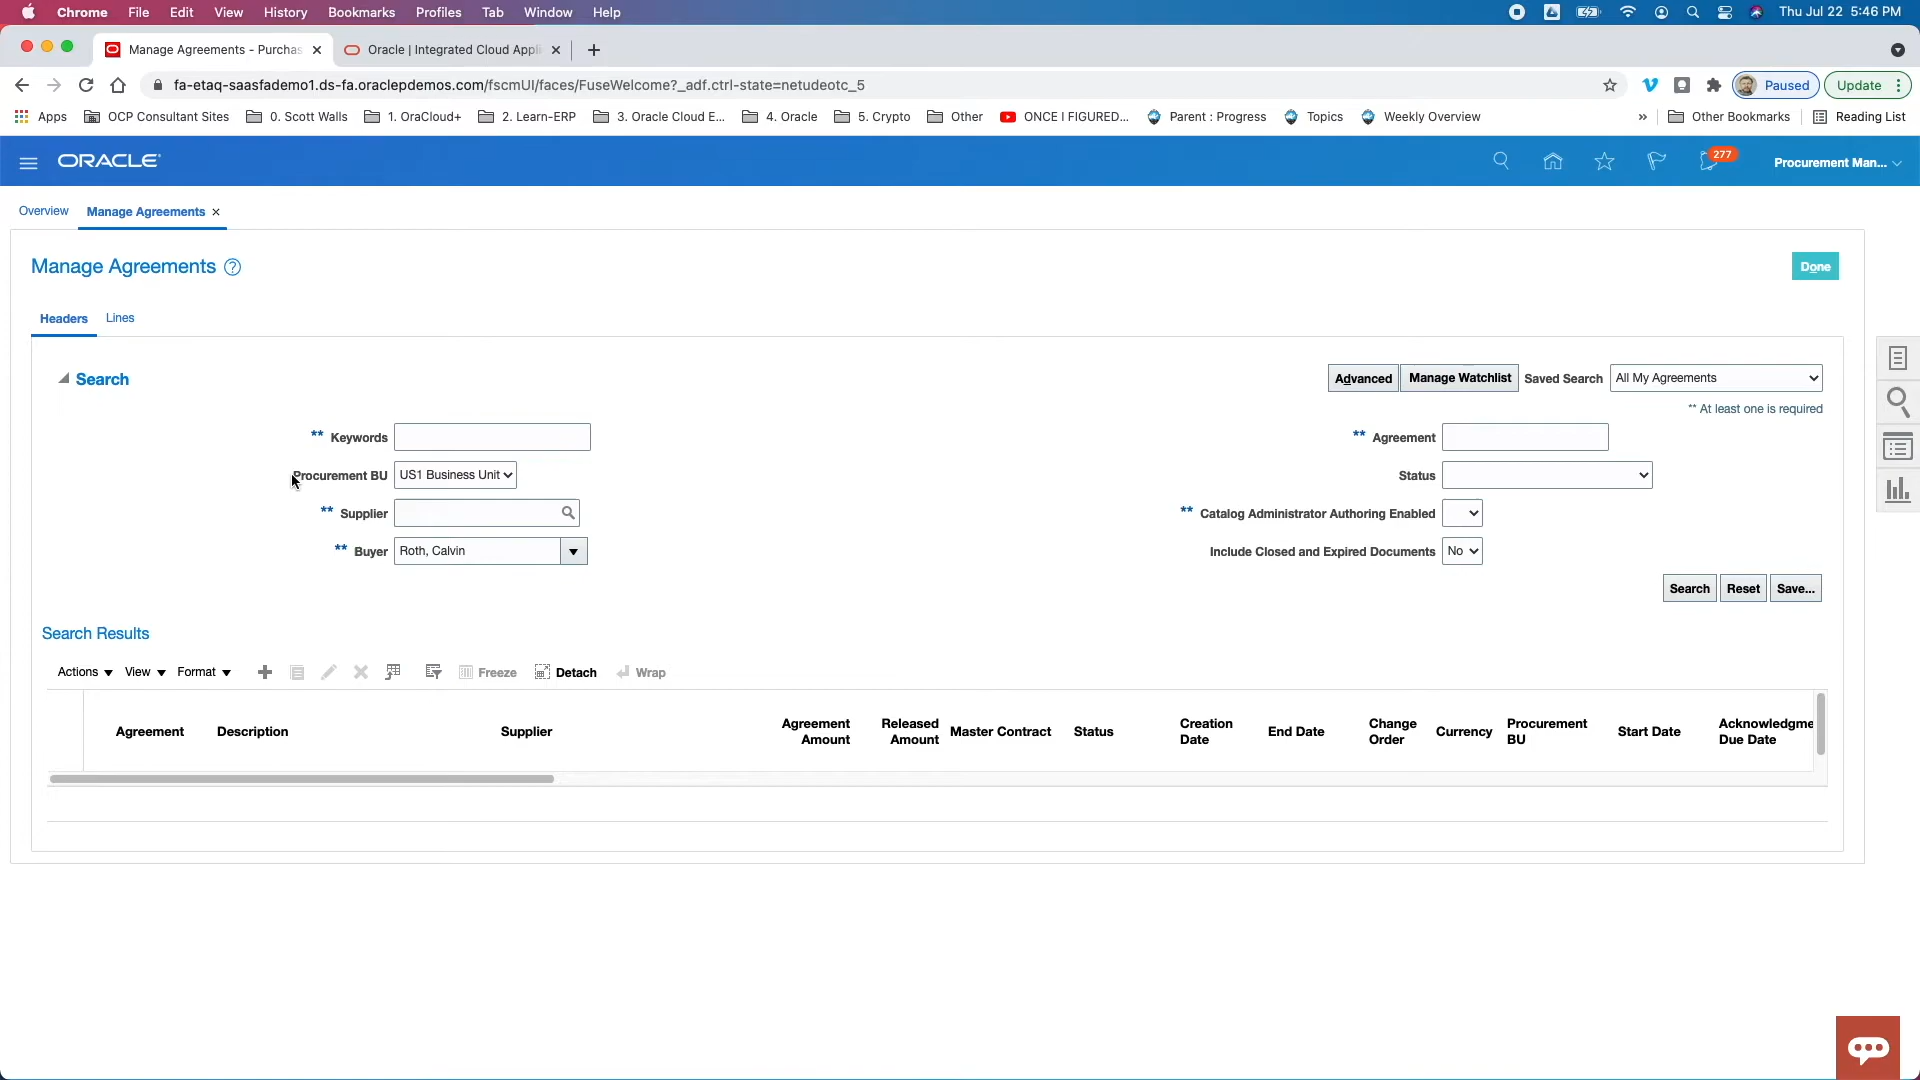 Chrome File Edit View History Bookmarks Profiles Tab Window Help Thu Jul 22 5:46 PM
Manage Agreements - Purchas Oracle | Integrated Cloud Appli
fa-etaq-saasfademo1.ds-fa.oraclepdemos.com/fscmUI/faces/FuseWelcome?_adf.ctrl-state=netudeotc_5 Paused Update
Apps OCP Consultant Sites 0. Scott Walls 1. OraCloud+ 2. Learn-ERP 3. Oracle Cloud E... 4. Oracle 5. Crypto Other ONCE I FIGURED... Parent : Progress Topics Weekly Overview » Other Bookmarks Reading List
ORACLE 277 Procurement Man...
Overview Manage Agreements
Manage Agreements ? Done
Headers Lines
Search Advanced Manage Watchlist Saved Search All My Agreements
** At least one is required
** Keywords ** Agreement
Procurement BU US1 Business Unit Status
** Supplier ** Catalog Administrator Authoring Enabled
** Buyer Roth, Calvin Include Closed and Expired Documents No
Search Reset Save...
Search Results
Actions View Format Freeze Detach Wrap
Agreement Description Supplier Agreement Amount Released Amount Master Contract Status Creation Date End Date Change Order Currency Procurement BU Start Date Acknowledgme Due Date